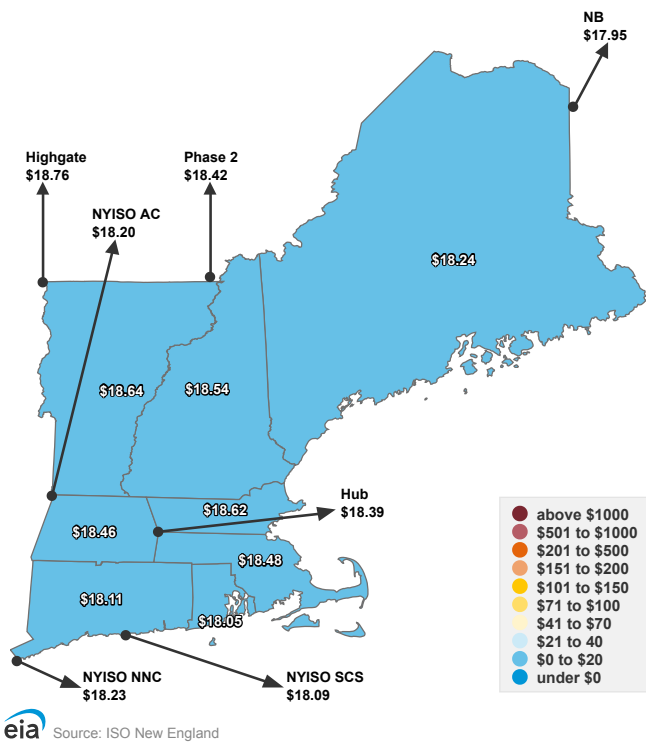 NB
$17.95
Highgate
$18.76
Phase 2
$18.42
NYISO AC
$18.20
$18.24
$18.64
$18.54
Hub
$18.39
$18.62
$18.46
$18.48
$18.11
$18.05
NYISO NNC
$18.23
NYISO SCS
$18.09
above $1000
$501 to $1000
$201 to $500
$151 to $200
$101 to $150
$71 to $100
$41 to $70
$21 to 40
$0 to $20
under $0
eia Source: ISO New England